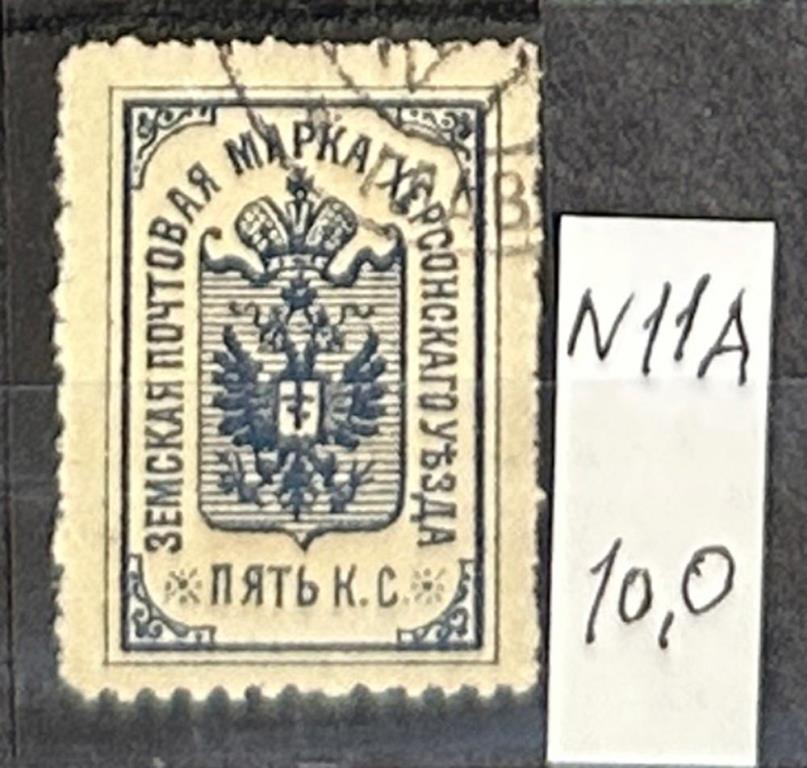 ЗЕМСКАЯ ПОЧТОВАЯ МАРКА ХЕРСОНСКАГО УѢЗДА
ПЯТЬ К. С.
N11A
10,0